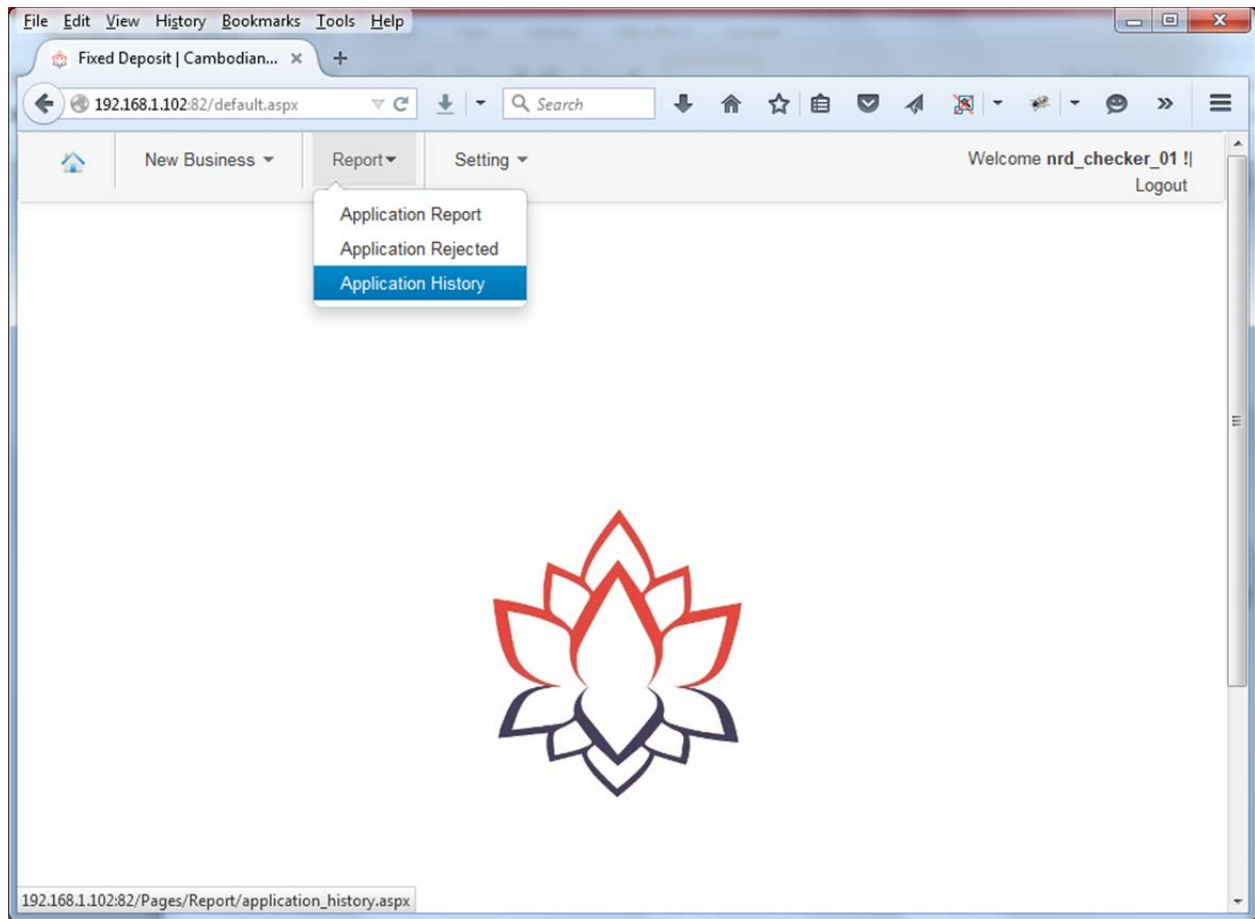 File Edit View History Bookmarks Tools Help
Fixed Deposit | Cambodian...
192.168.1.102:82/default.aspx Search
New Business Report Setting Welcome nrd_checker_01 !|
Logout
Application Report
Application Rejected
Application History
192.168.1.102:82/Pages/Report/application_history.aspx